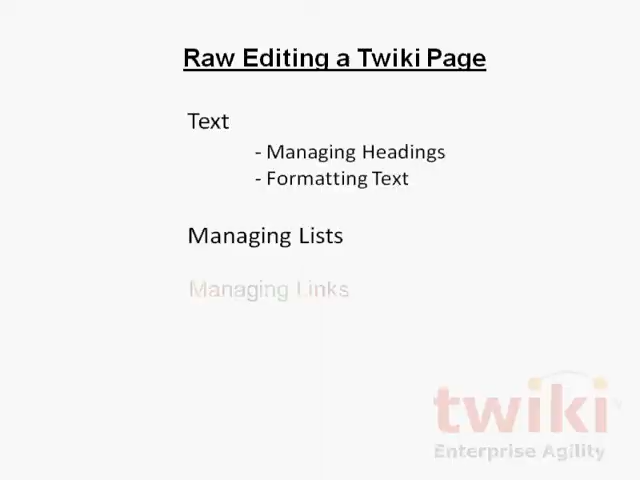 Raw Editing a Twiki Page
Text
- Managing Headings
- Formatting Text
Managing Lists
Managing Links
twiki
Enterprise Agility